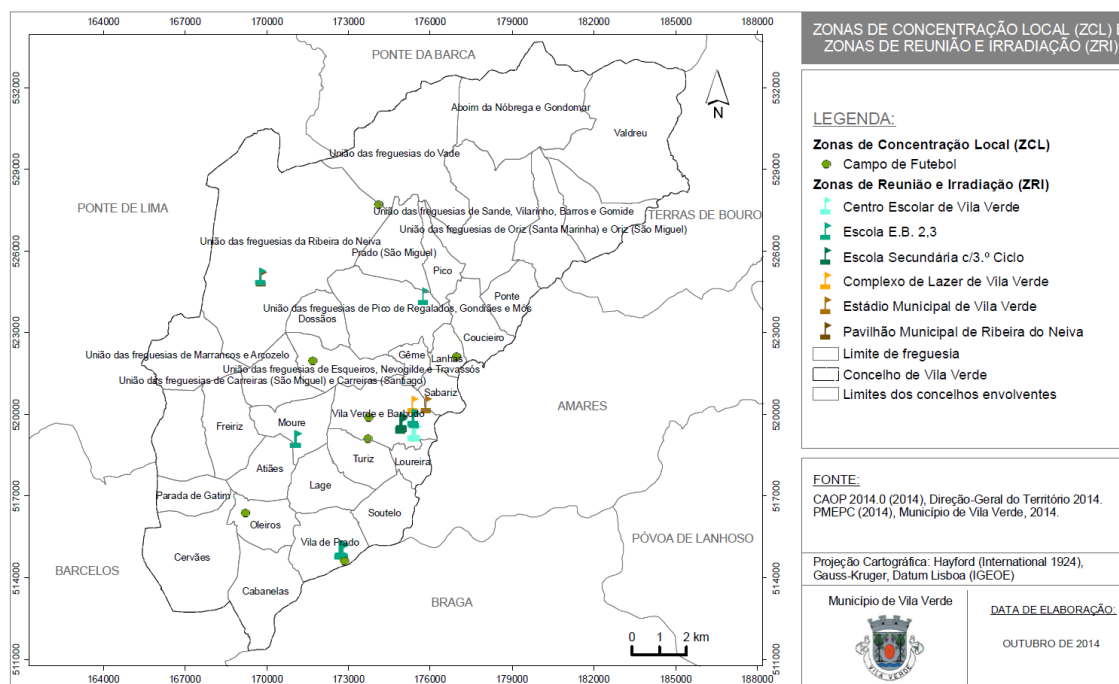 164000 167000 170000 173000 176000 179000 182000 185000 188000
532000
529000
526000
523000
520000
517000
514000
511000
PONTE DA BARCA
Aboim da Nóbrega e Gondomar
Valdreu
União das freguesias do Vade
PONTE DE LIMA
União das freguesias de Sande, Vilarinho, Barros e Gomide
TERRAS DE BOURO
União das freguesias de Oriz (Santa Marinha) e Oriz (São Miguel)
União das freguesias da Ribeira do Neiva
Prado (São Miguel)
Pico
Ponte
União das freguesias de Pico de Regalados, Gondiães e Mós
Dossãos
Coucieiro
União das freguesias de Marrancos e Arcozelo
Gême
Lanhas
União das freguesias de Esqueiros, Nevogilde e Travassós
União das freguesias de Carreiras (São Miguel) e Carreiras (Santiago)
Sabariz
AMARES
Vila Verde e Barbudo
Freiriz
Moure
Turiz
Loureira
Atiães
Lage
Parada de Gatim
Soutelo
Oleiros
Vila de Prado
PÓVOA DE LANHOSO
Cervães
BARCELOS
Cabanelas
BRAGA
N
0 1 2 km
532000
529000
526000
523000
520000
517000
514000
511000
164000 167000 170000 173000 176000 179000 182000 185000 188000
ZONAS DE CONCENTRAÇÃO LOCAL (ZCL) E
ZONAS DE REUNIÃO E IRRADIAÇÃO (ZRI)
LEGENDA:
Zonas de Concentração Local (ZCL)
Campo de Futebol
Zonas de Reunião e Irradiação (ZRI)
Centro Escolar de Vila Verde
Escola E.B. 2,3
Escola Secundária c/3.º Ciclo
Complexo de Lazer de Vila Verde
Estádio Municipal de Vila Verde
Pavilhão Municipal de Ribeira do Neiva
Limite de freguesia
Concelho de Vila Verde
Limites dos concelhos envolventes
FONTE:
CAOP 2014.0 (2014), Direção-Geral do Território 2014.
PMEPC (2014), Município de Vila Verde, 2014.
Projeção Cartográfica: Hayford (International 1924),
Gauss-Kruger, Datum Lisboa (IGEOE)
Município de Vila Verde
VILA VERDE
DATA DE ELABORAÇÃO:
OUTUBRO DE 2014